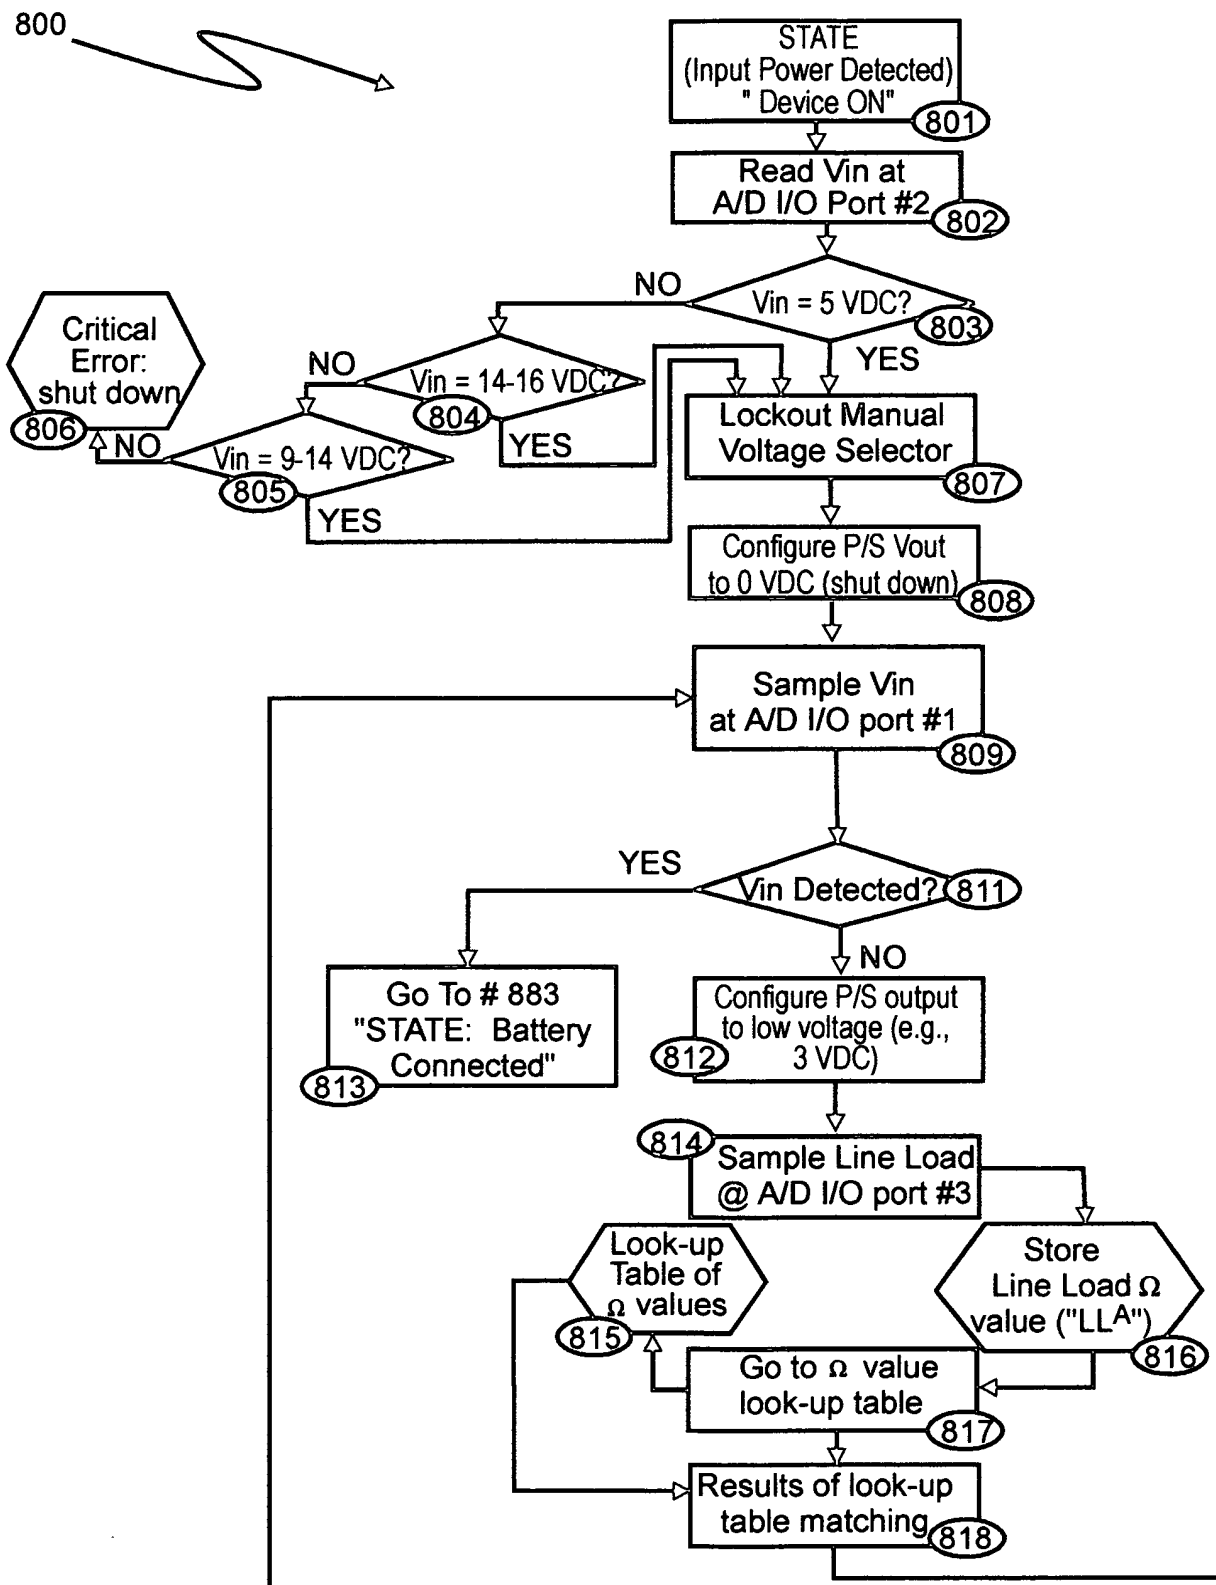 800
STATE
(Input Power Detected)
" Device ON"
801
Read Vin at
A/D I/O Port #2
802
NO
Vin = 5 VDC?
803
YES
Critical
Error:
shut down
806
NO
Vin = 14-16 VDC?
804
YES
NO
Vin = 9-14 VDC?
805
YES
Lockout Manual
Voltage Selector
807
Configure P/S Vout
to 0 VDC (shut down)
808
Sample Vin
at A/D I/O port #1
809
YES
Vin Detected?
811
NO
Go To # 883
"STATE: Battery
Connected"
813
Configure P/S output
to low voltage (e.g.,
3 VDC)
812
814
Sample Line Load
@ A/D I/O port #3
Look-up
Table of
Ω values
815
Store
Line Load Ω
value ("LLA")
816
Go to Ω value
look-up table
817
Results of look-up
table matching
818